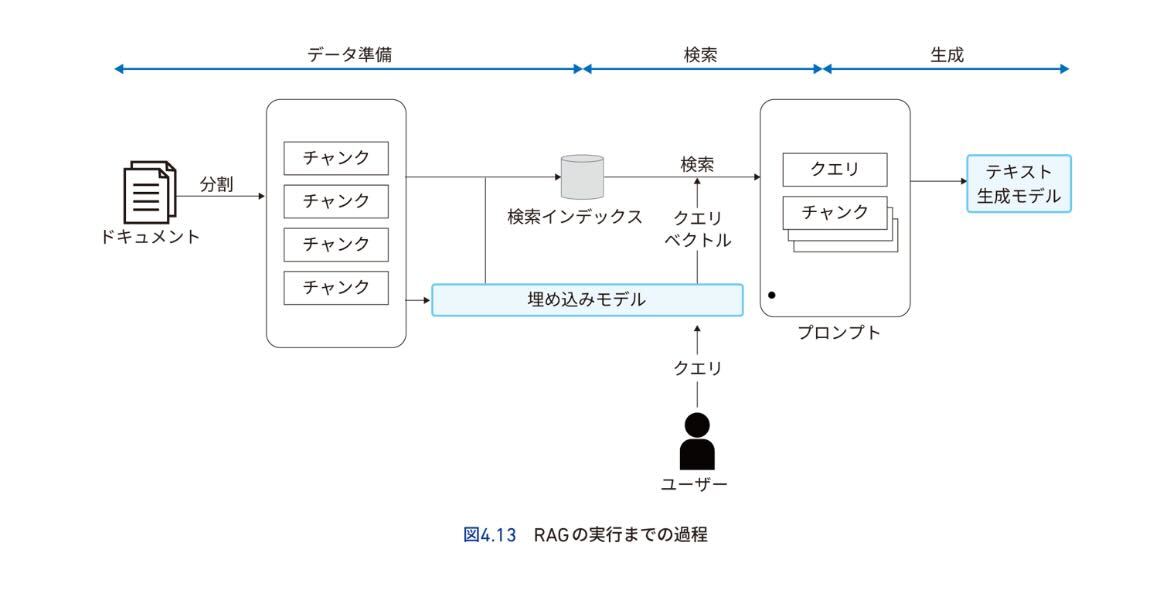 データ準備
検索
生成
ドキュメント
分割
チャンク
チャンク
チャンク
チャンク
検索インデックス
埋め込みモデル
検索
クエリ
ベクトル
クエリ
ユーザー
クエリ
チャンク
プロンプト
テキスト
生成モデル
図4.13 RAGの実行までの過程